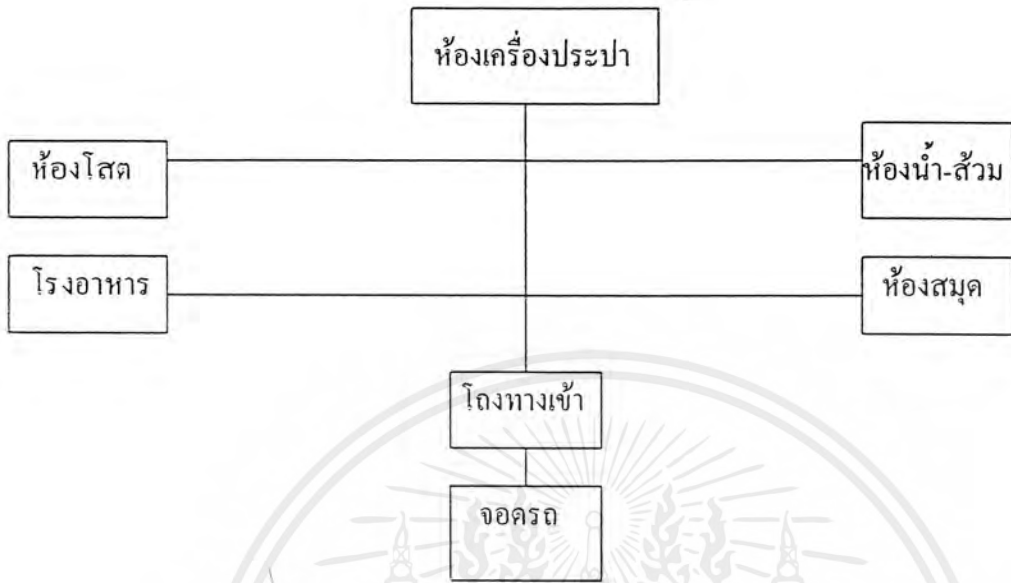 ห้องเครื่องประปา
ห้องโสต
ห้องน้ำ-ส้วม
โรงอาหาร
ห้องสมุด
โถงทางเข้า
จอดรถ